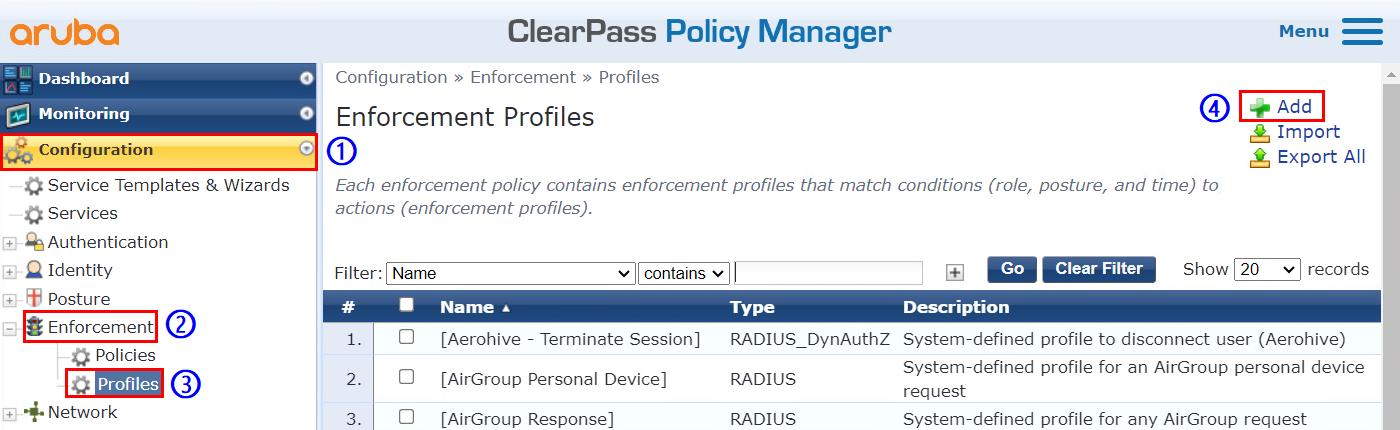 aruba
ClearPass Policy Manager
Menu
Dashboard
Monitoring
Configuration
1
Service Templates & Wizards
Services
Authentication
Identity
Posture
Enforcement
2
Policies
Profiles
3
Network
Configuration » Enforcement » Profiles
Enforcement Profiles
4
Add
Import
Export All
Each enforcement policy contains enforcement profiles that match conditions (role, posture, and time) to
actions (enforcement profiles).
Filter: Name contains Go Clear Filter Show 20 records
# Name Type Description
1. [Aerohive - Terminate Session] RADIUS_DynAuthZ System-defined profile to disconnect user (Aerohive)
2. [AirGroup Personal Device] RADIUS System-defined profile for an AirGroup personal device
request
3. [AirGroup Response] RADIUS System-defined profile for any AirGroup request